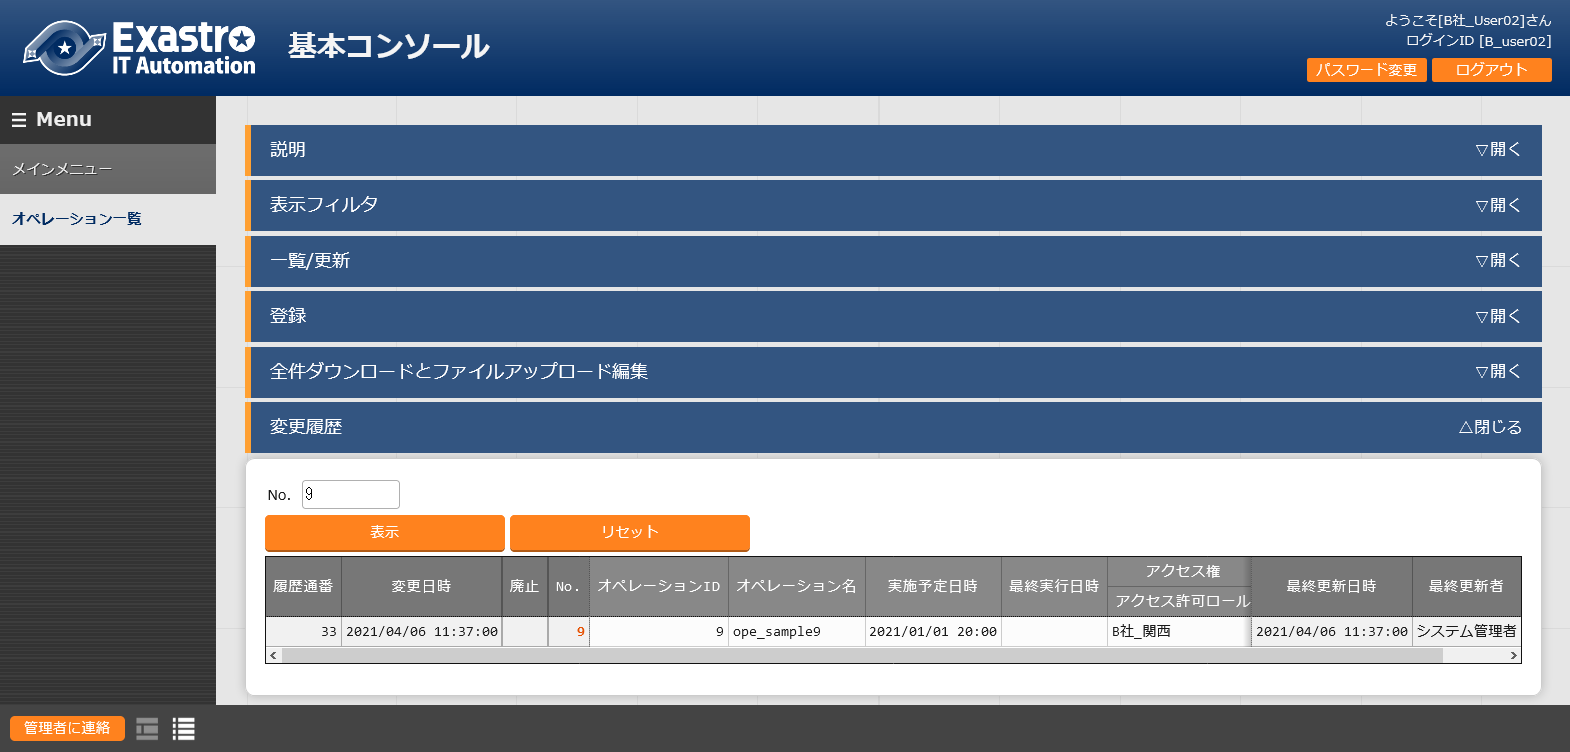 Exastro
IT Automation
基本コンソール
ようこそ[B社_User02]さん
ログインID [B_user02]
パスワード変更
ログアウト
☰ Menu
メインメニュー
オペレーション一覧
説明
▽開く
表示フィルタ
▽開く
一覧/更新
▽開く
登録
▽開く
全件ダウンロードとファイルアップロード編集
▽開く
変更履歴
△閉じる
No. 9
表示
リセット
履歴通番 変更日時 廃止 No. オペレーションID オペレーション名 実施予定日時 最終実行日時 アクセス権 最終更新日時 最終更新者
アクセス許可ロール
33 2021/04/06 11:37:00 9 9 ope_sample9 2021/01/01 20:00 B社_関西 2021/04/06 11:37:00 システム管理者
管理者に連絡